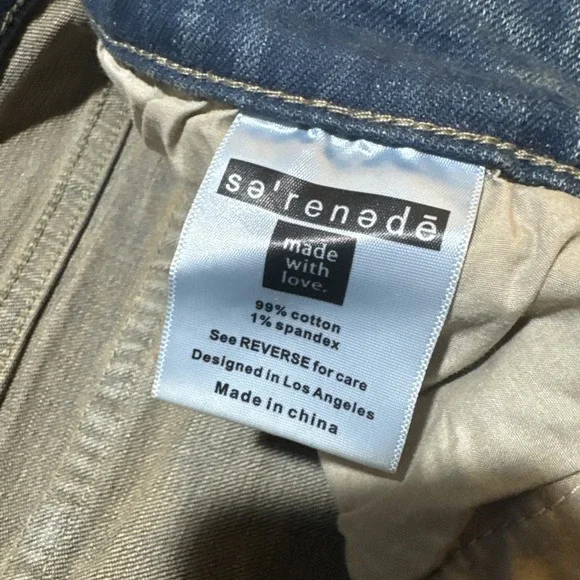 sə'renədē
made
with
love.
99% cotton
1% spandex
See REVERSE for care
Designed in Los Angeles
Made in china